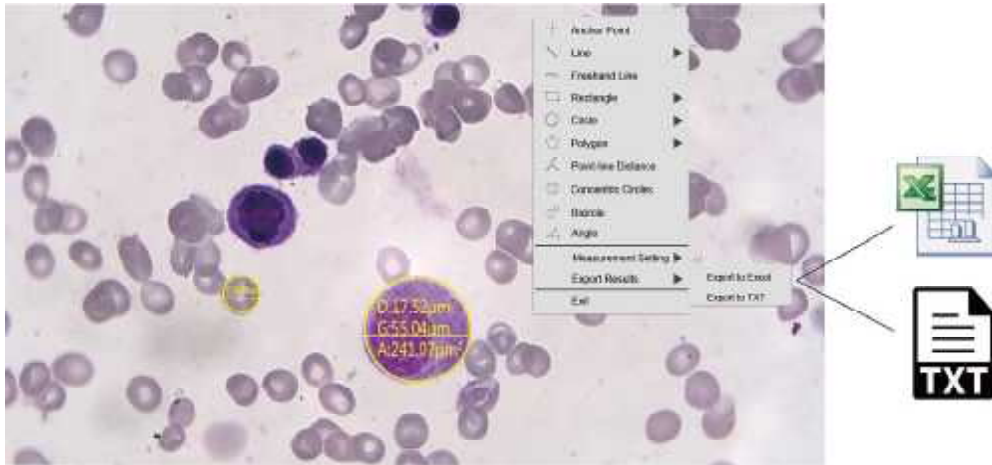 Anchor Point
Line
Freehand Line
Rectangle
Circle
Polygon
Point-line Distance
Concentric Circles
Angle
Measurement Setting
Export Results
Exit
Export to Excel
Export to TXT
D:17.52μm
G:55.04μm
A:241.07μm²
TXT